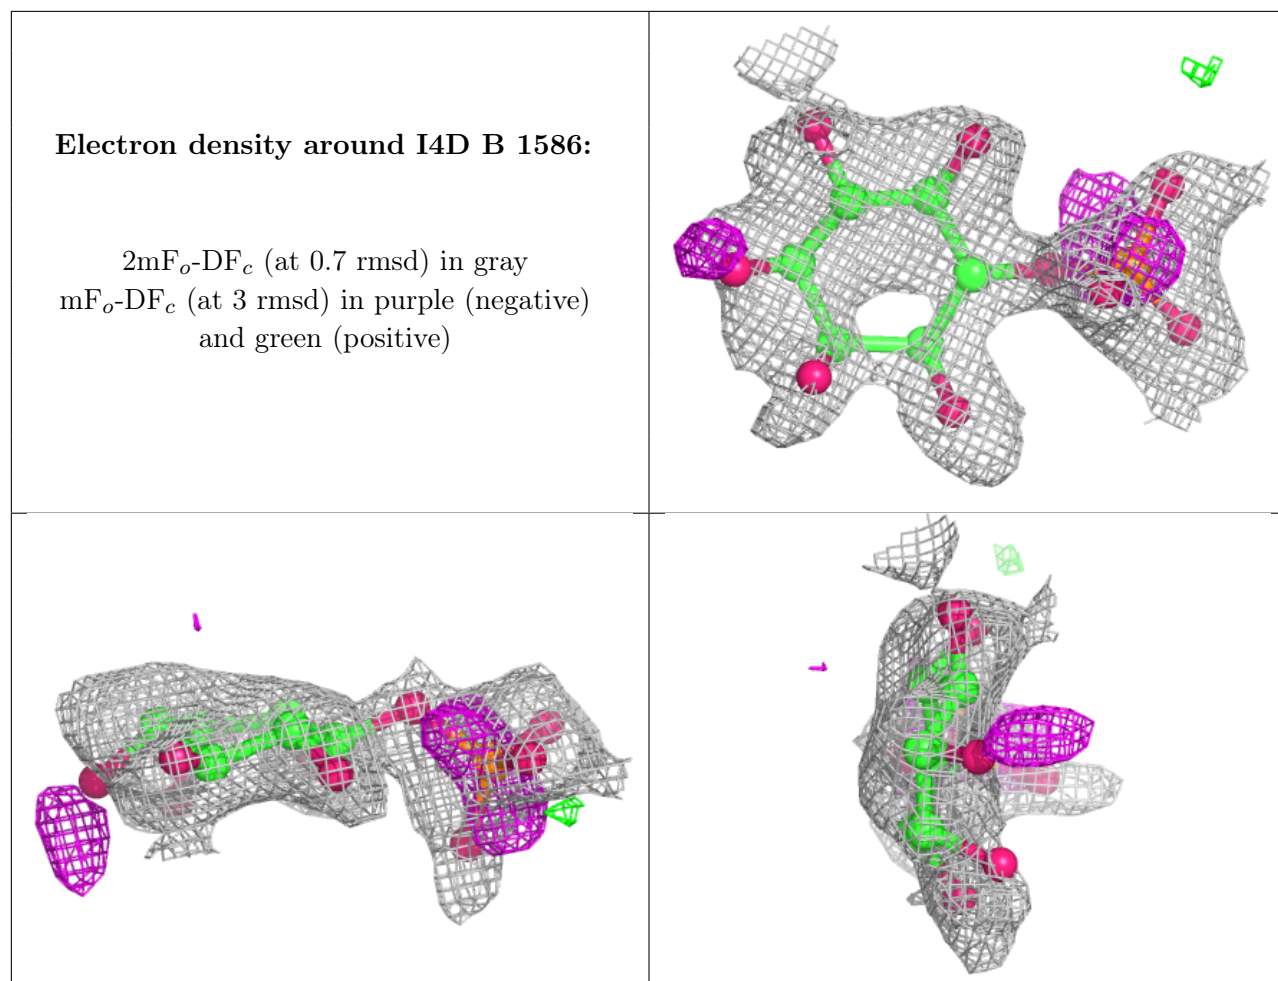 Electron density around I4D B 1586:
2mFo-DFc (at 0.7 rmsd) in gray
mFo-DFc (at 3 rmsd) in purple (negative)
and green (positive)